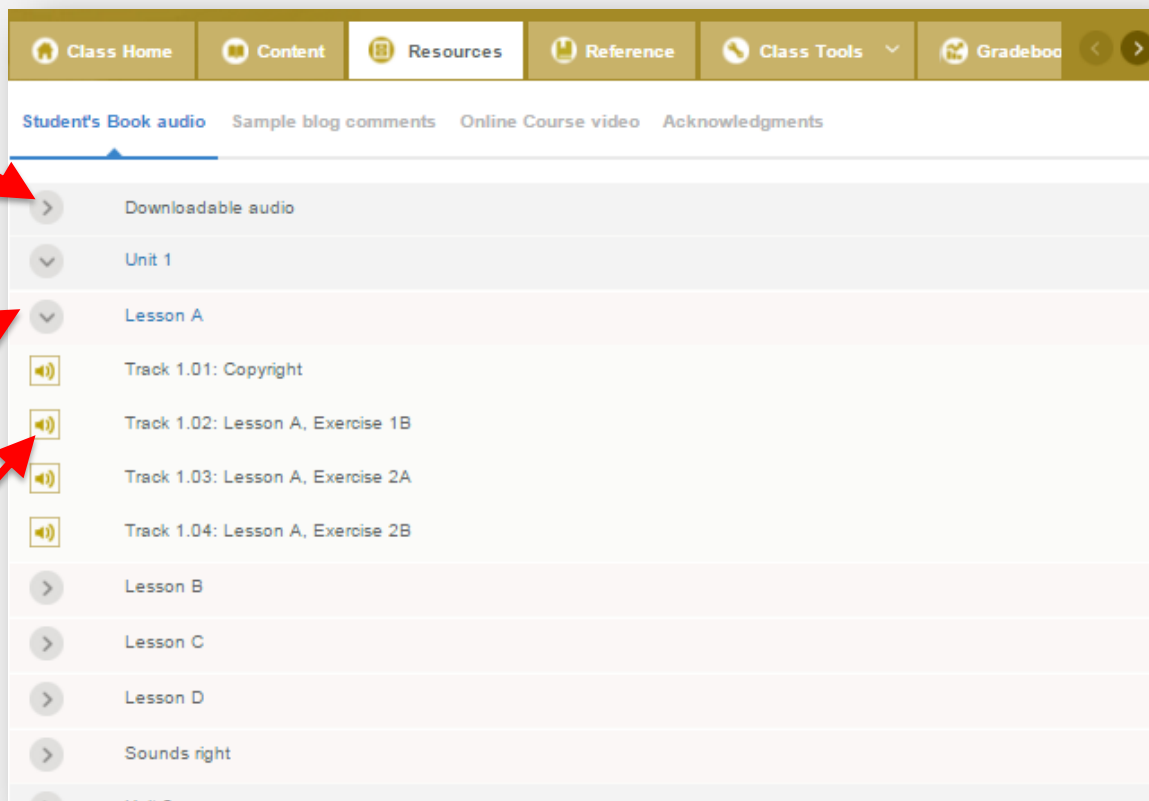 Class Home Content Resources Reference Class Tools Gradeboo
Student's Book audio Sample blog comments Online Course video Acknowledgments
Downloadable audio
Unit 1
Lesson A
Track 1.01: Copyright
Track 1.02: Lesson A, Exercise 1B
Track 1.03: Lesson A, Exercise 2A
Track 1.04: Lesson A, Exercise 2B
Lesson B
Lesson C
Lesson D
Sounds right